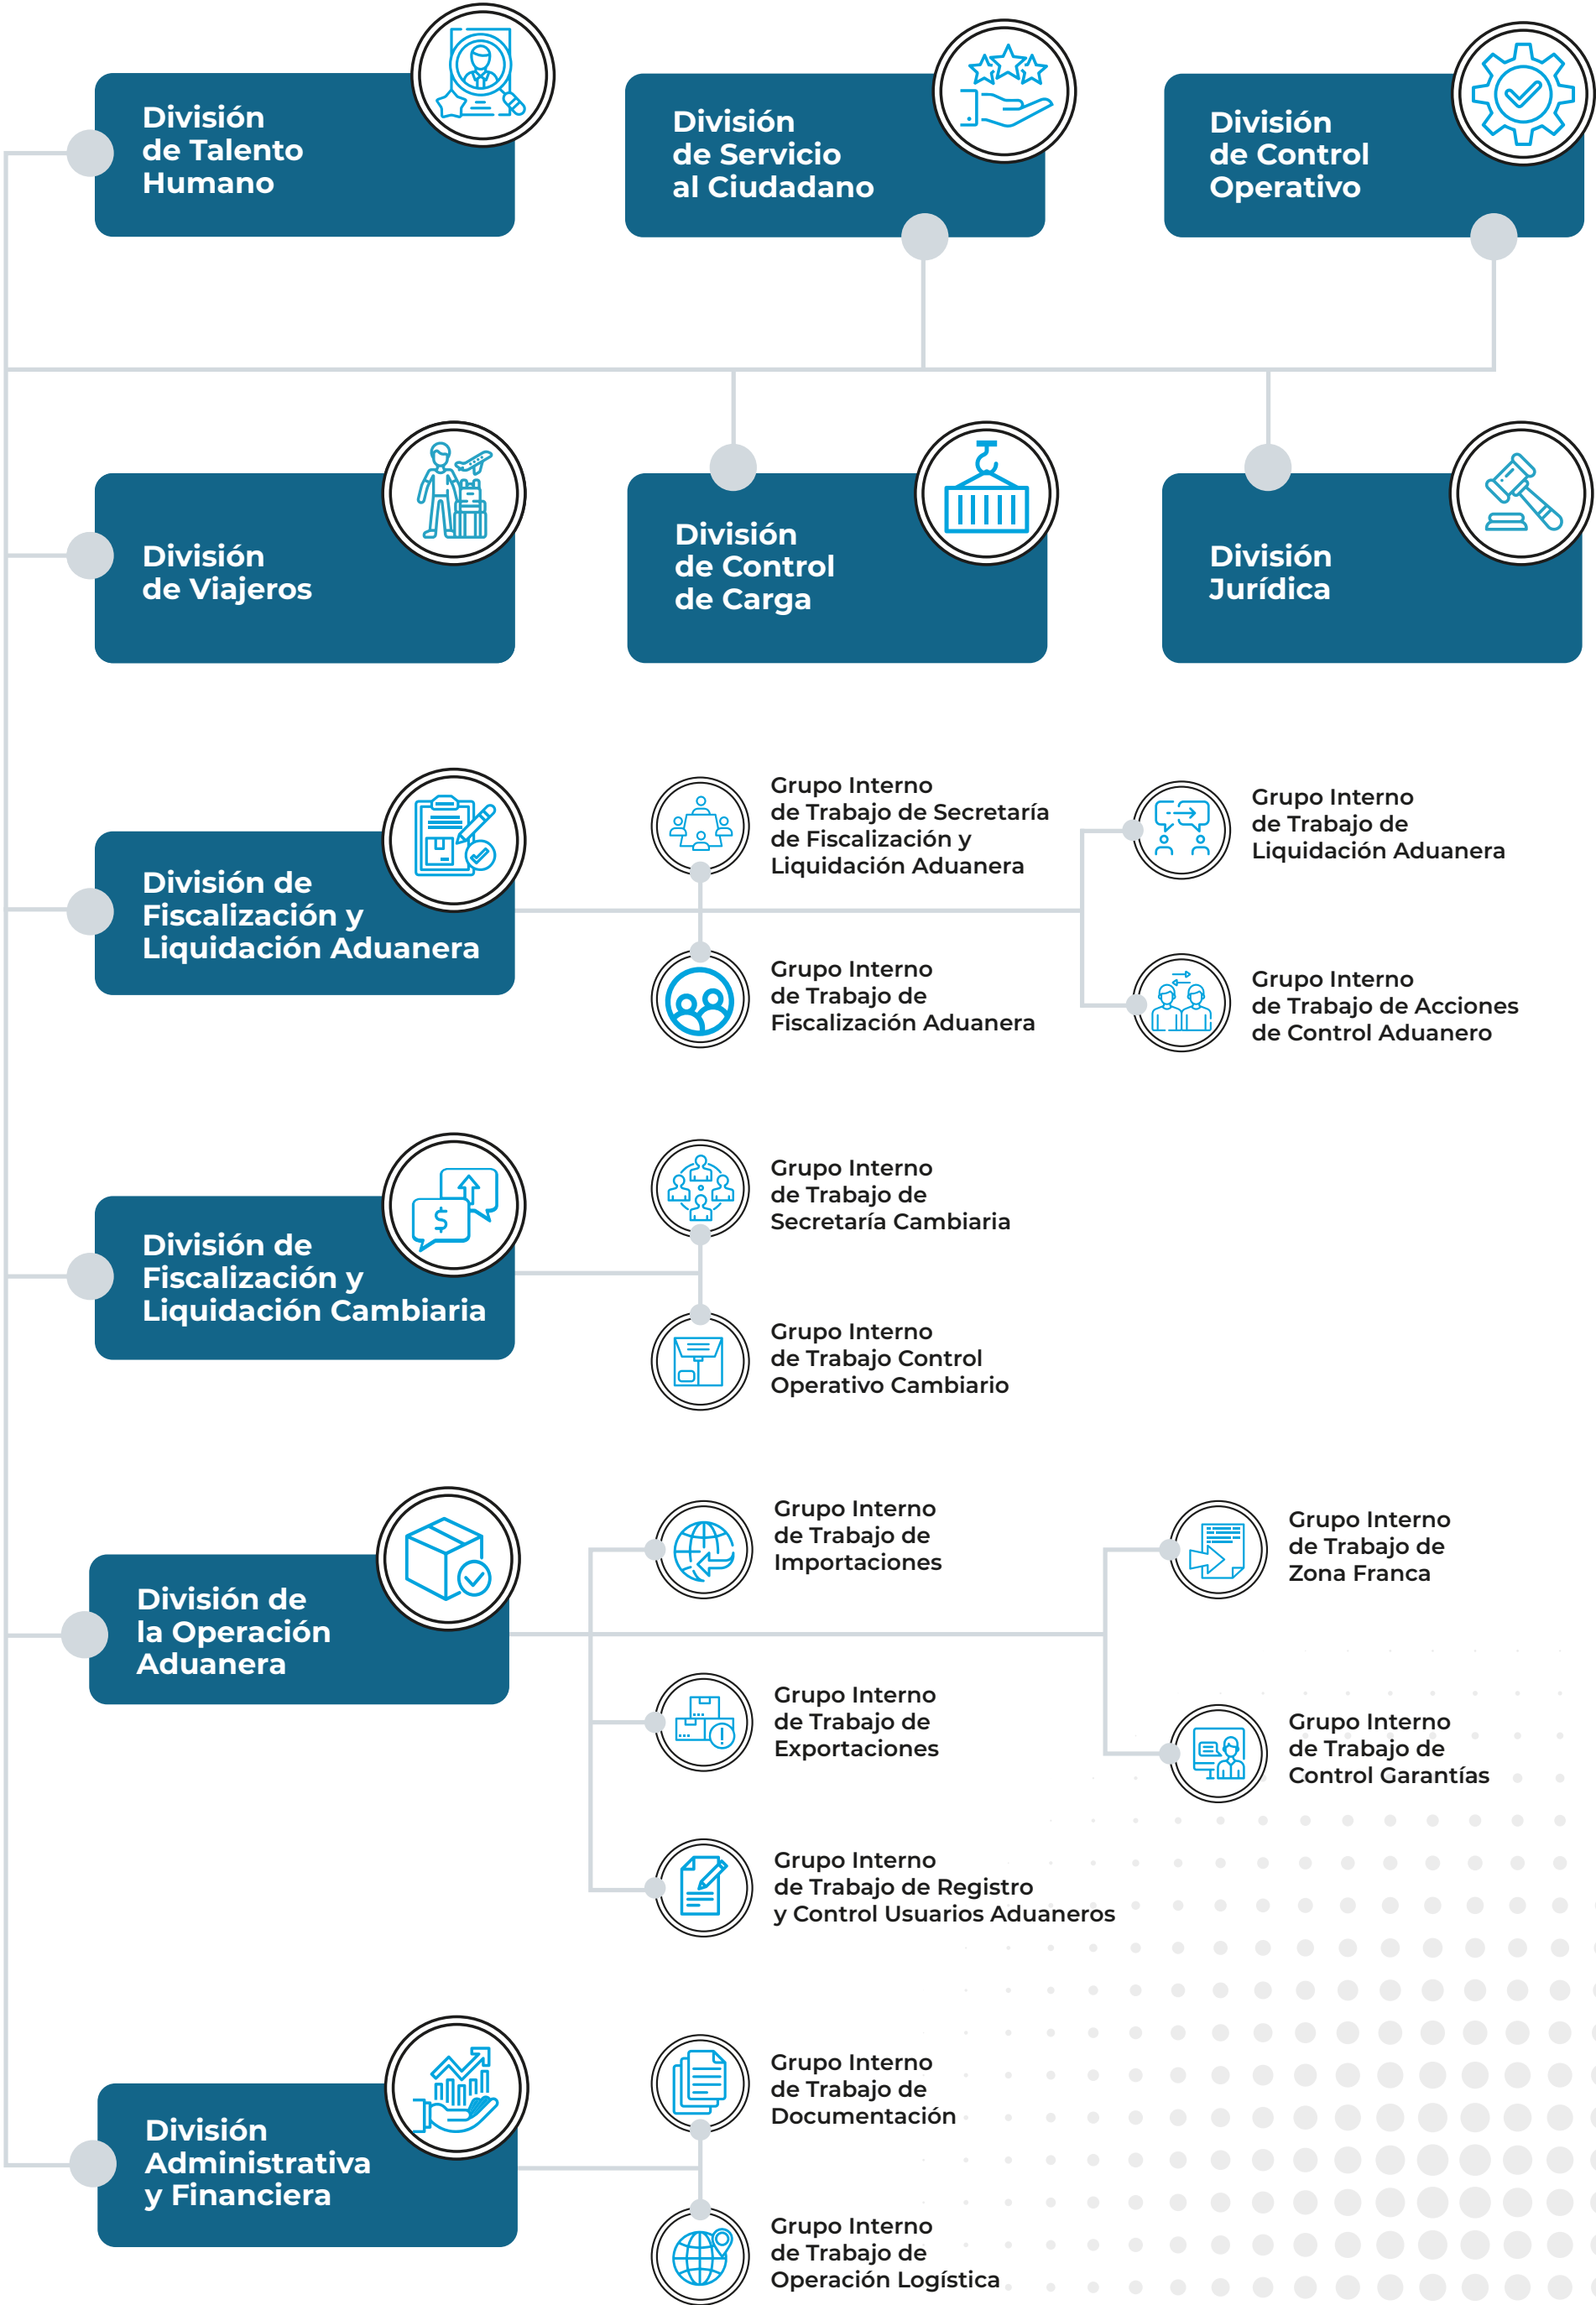 División
de Talento
Humano
División
de Servicio
al Ciudadano
División
de Control
Operativo
División
de Viajeros
División
de Control
de Carga
División
Jurídica
División de
Fiscalización y
Liquidación Aduanera
Grupo Interno
de Trabajo de Secretaría
de Fiscalización y
Liquidación Aduanera
Grupo Interno
de Trabajo de
Liquidación Aduanera
Grupo Interno
de Trabajo de
Fiscalización Aduanera
Grupo Interno
de Trabajo de Acciones
de Control Aduanero
División de
Fiscalización y
Liquidación Cambiaria
$
Grupo Interno
de Trabajo de
Secretaría Cambiaria
Grupo Interno
de Trabajo Control
Operativo Cambiario
División de
la Operación
Aduanera
Grupo Interno
de Trabajo de
Importaciones
Grupo Interno
de Trabajo de
Zona Franca
Grupo Interno
de Trabajo de
Exportaciones
Grupo Interno
de Trabajo de
Control Garantías
Grupo Interno
de Trabajo de Registro
y Control Usuarios Aduaneros
División
Administrativa
y Financiera
Grupo Interno
de Trabajo de
Documentación
Grupo Interno
de Trabajo de
Operación Logística